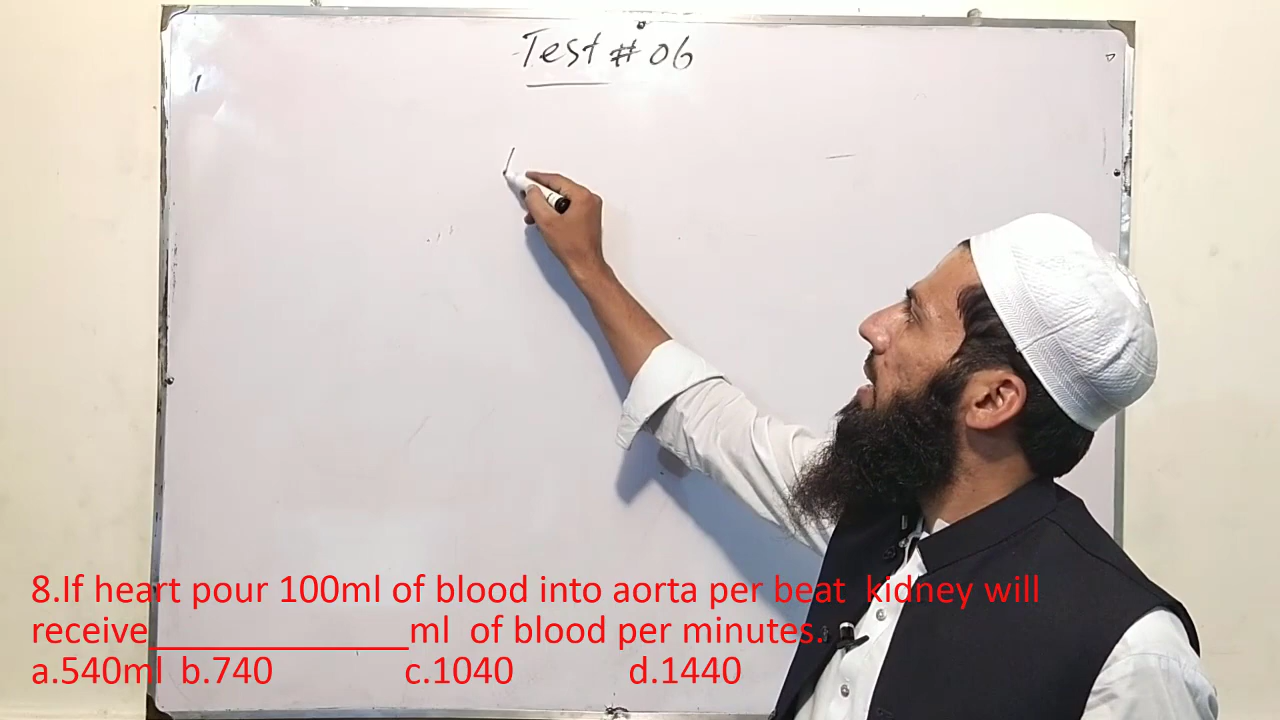 Test # 06
8.If heart pour 100ml of blood into aorta per beat kidney will
receive______________ml of blood per minutes.
a.540ml b.740 c.1040 d.1440